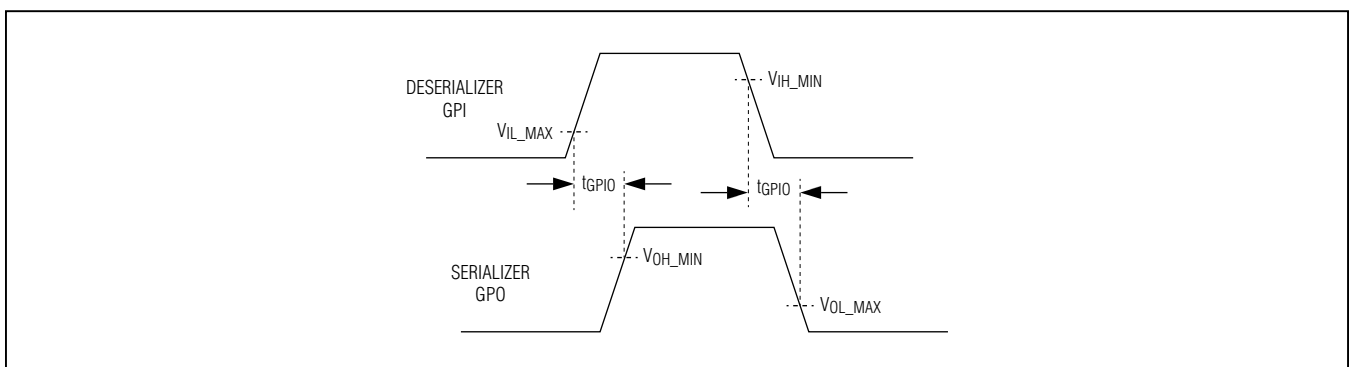 DESERIALIZER
GPI
VIH_MIN
VIL_MAX
tGPIO
tGPIO
SERIALIZER
GPO
VOH_MIN
VOL_MAX